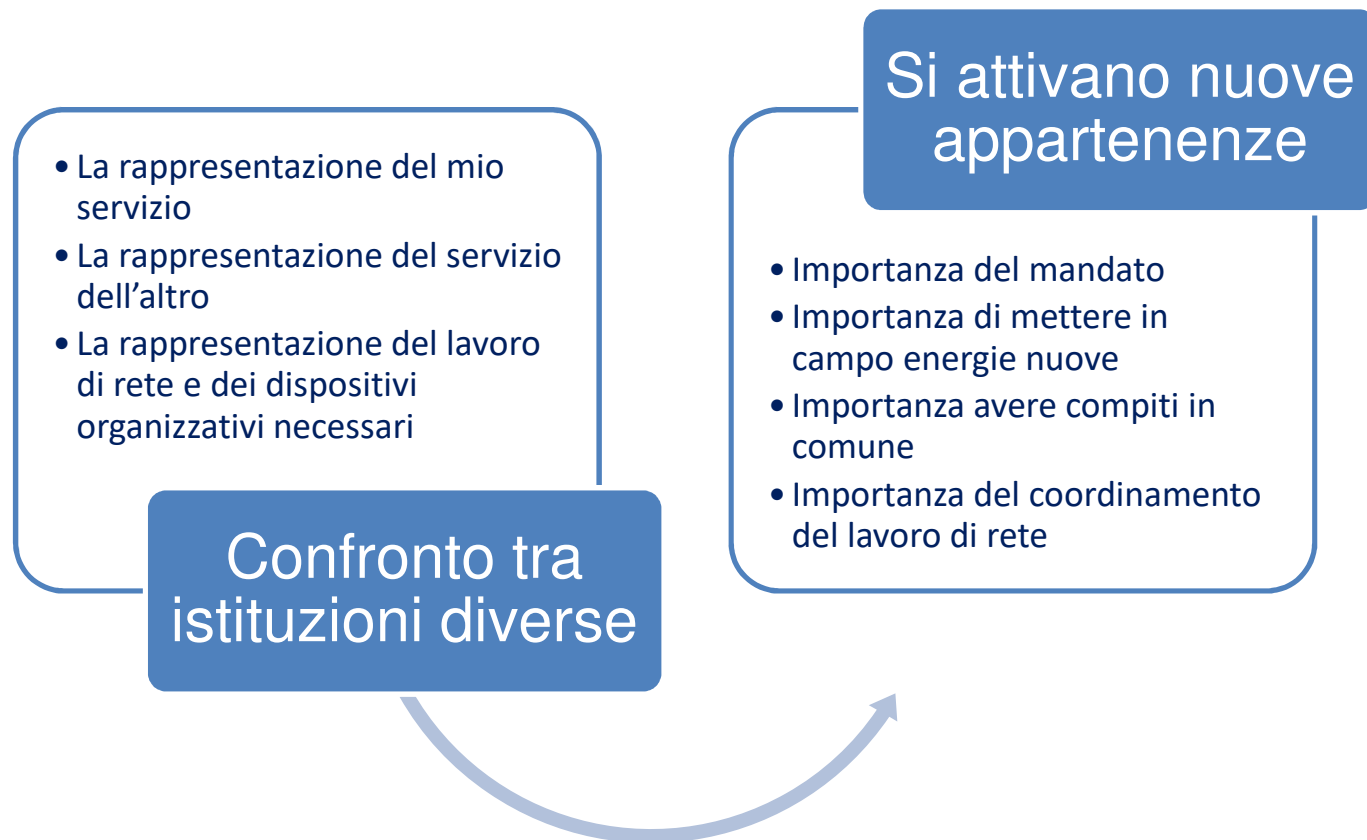 • La rappresentazione del mio
servizio
• La rappresentazione del servizio
dell’altro
• La rappresentazione del lavoro
di rete e dei dispositivi
organizzativi necessari
Confronto tra
istituzioni diverse
Si attivano nuove
appartenenze
• Importanza del mandato
• Importanza di mettere in
campo energie nuove
• Importanza avere compiti in
comune
• Importanza del coordinamento
del lavoro di rete